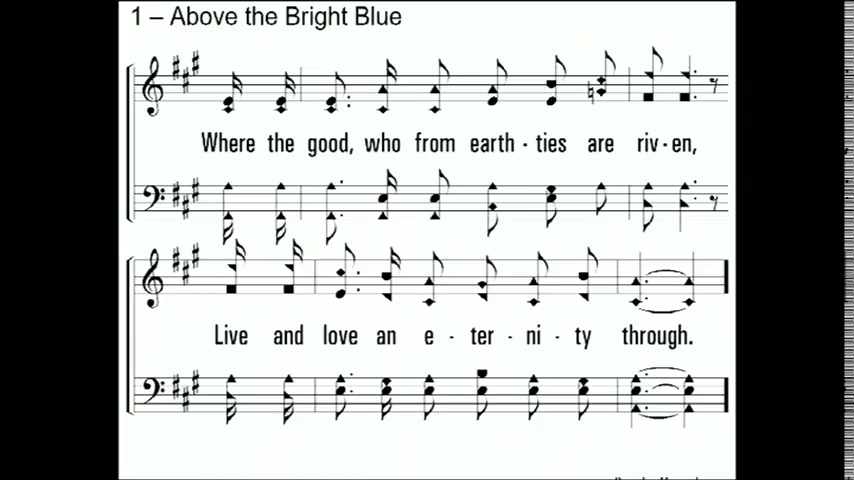 1 – Above the Bright Blue
Where the good, who from earth · ties are riv · en,
Live and love an e · ter · ni · ty through.